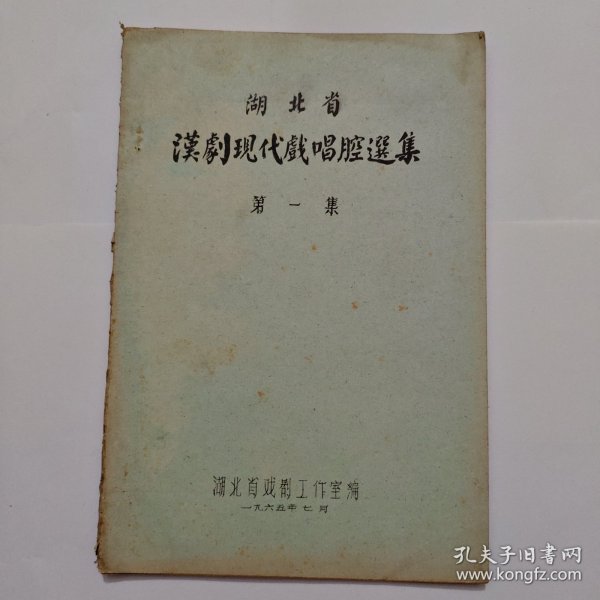 湖北省
漢劇現代戲唱腔選集
第一集
湖北省戏剧工作室编
一九六五年七月
孔夫子旧书网
www.kongfz.com